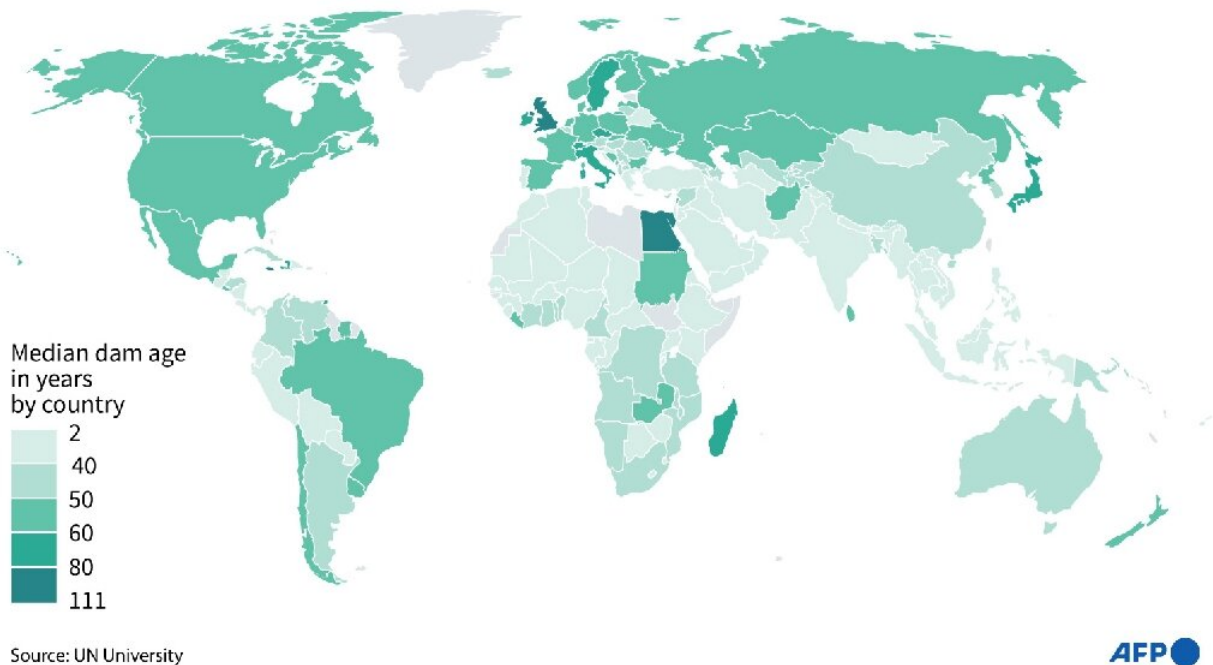 Median dam age
in years
by country
2
40
50
60
80
111
Source: UN University
AFP